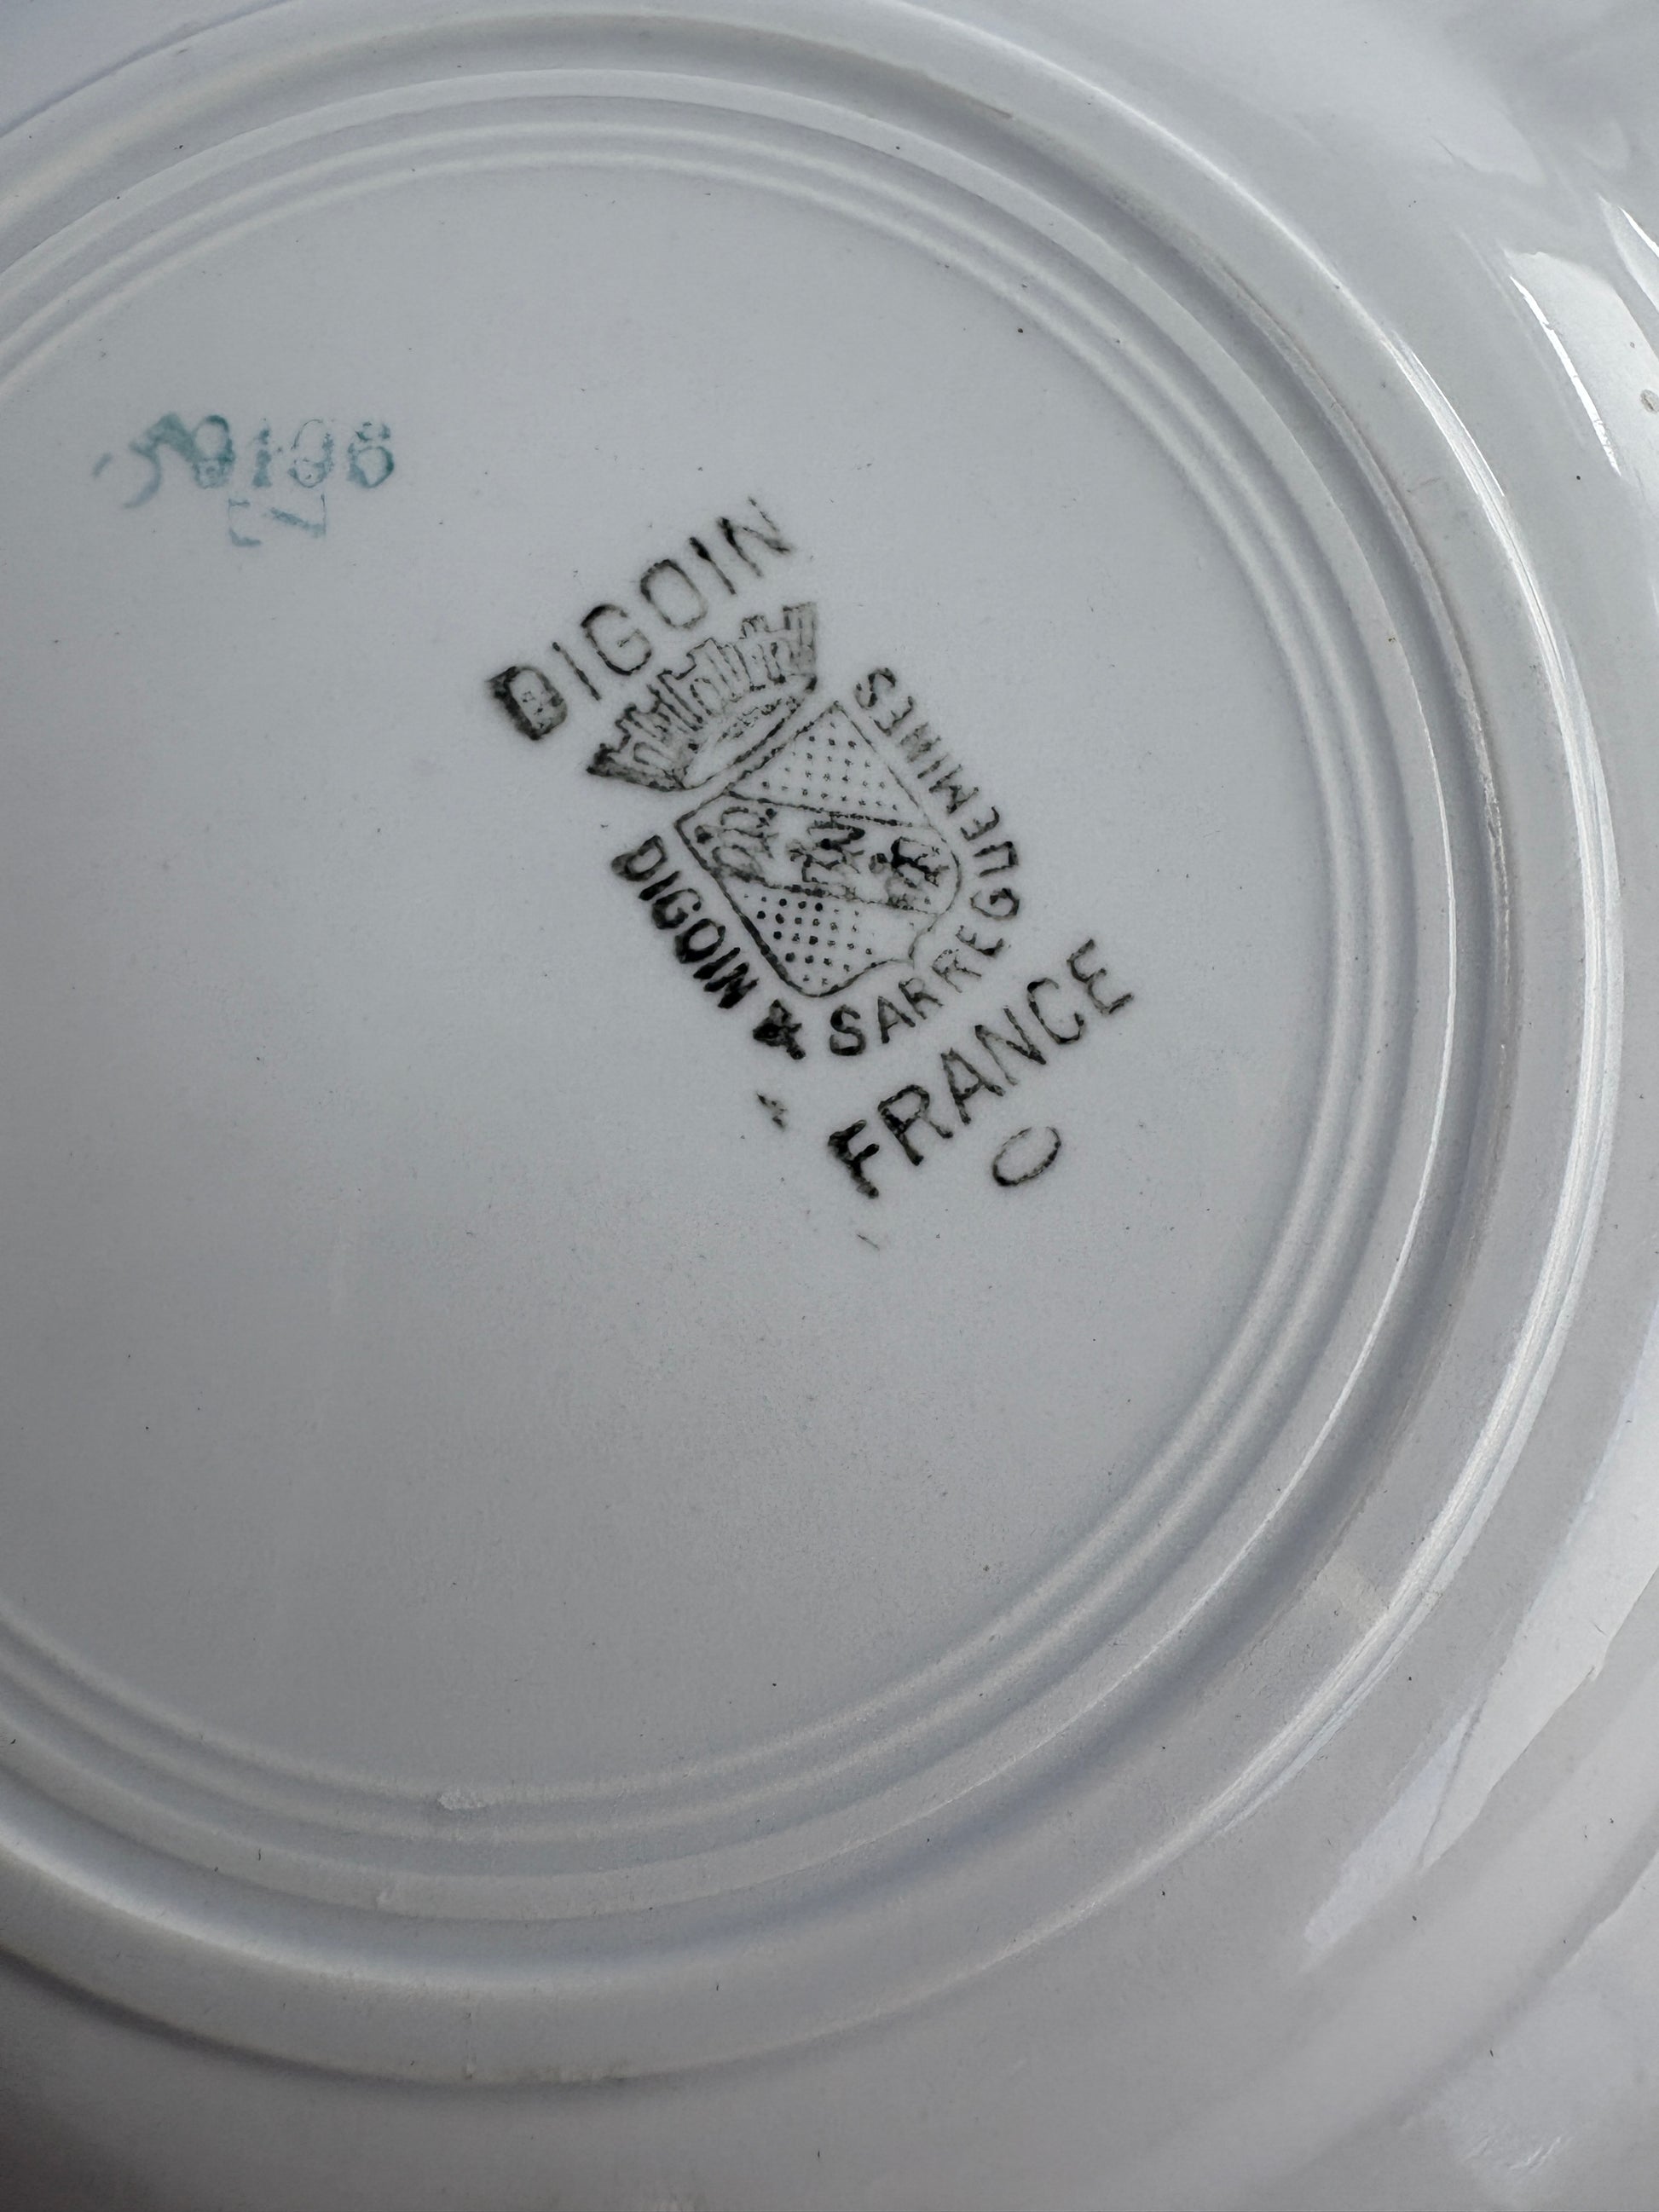 DIGOIN
DIGOIN & SARREGUEMINES
FRANCE
O